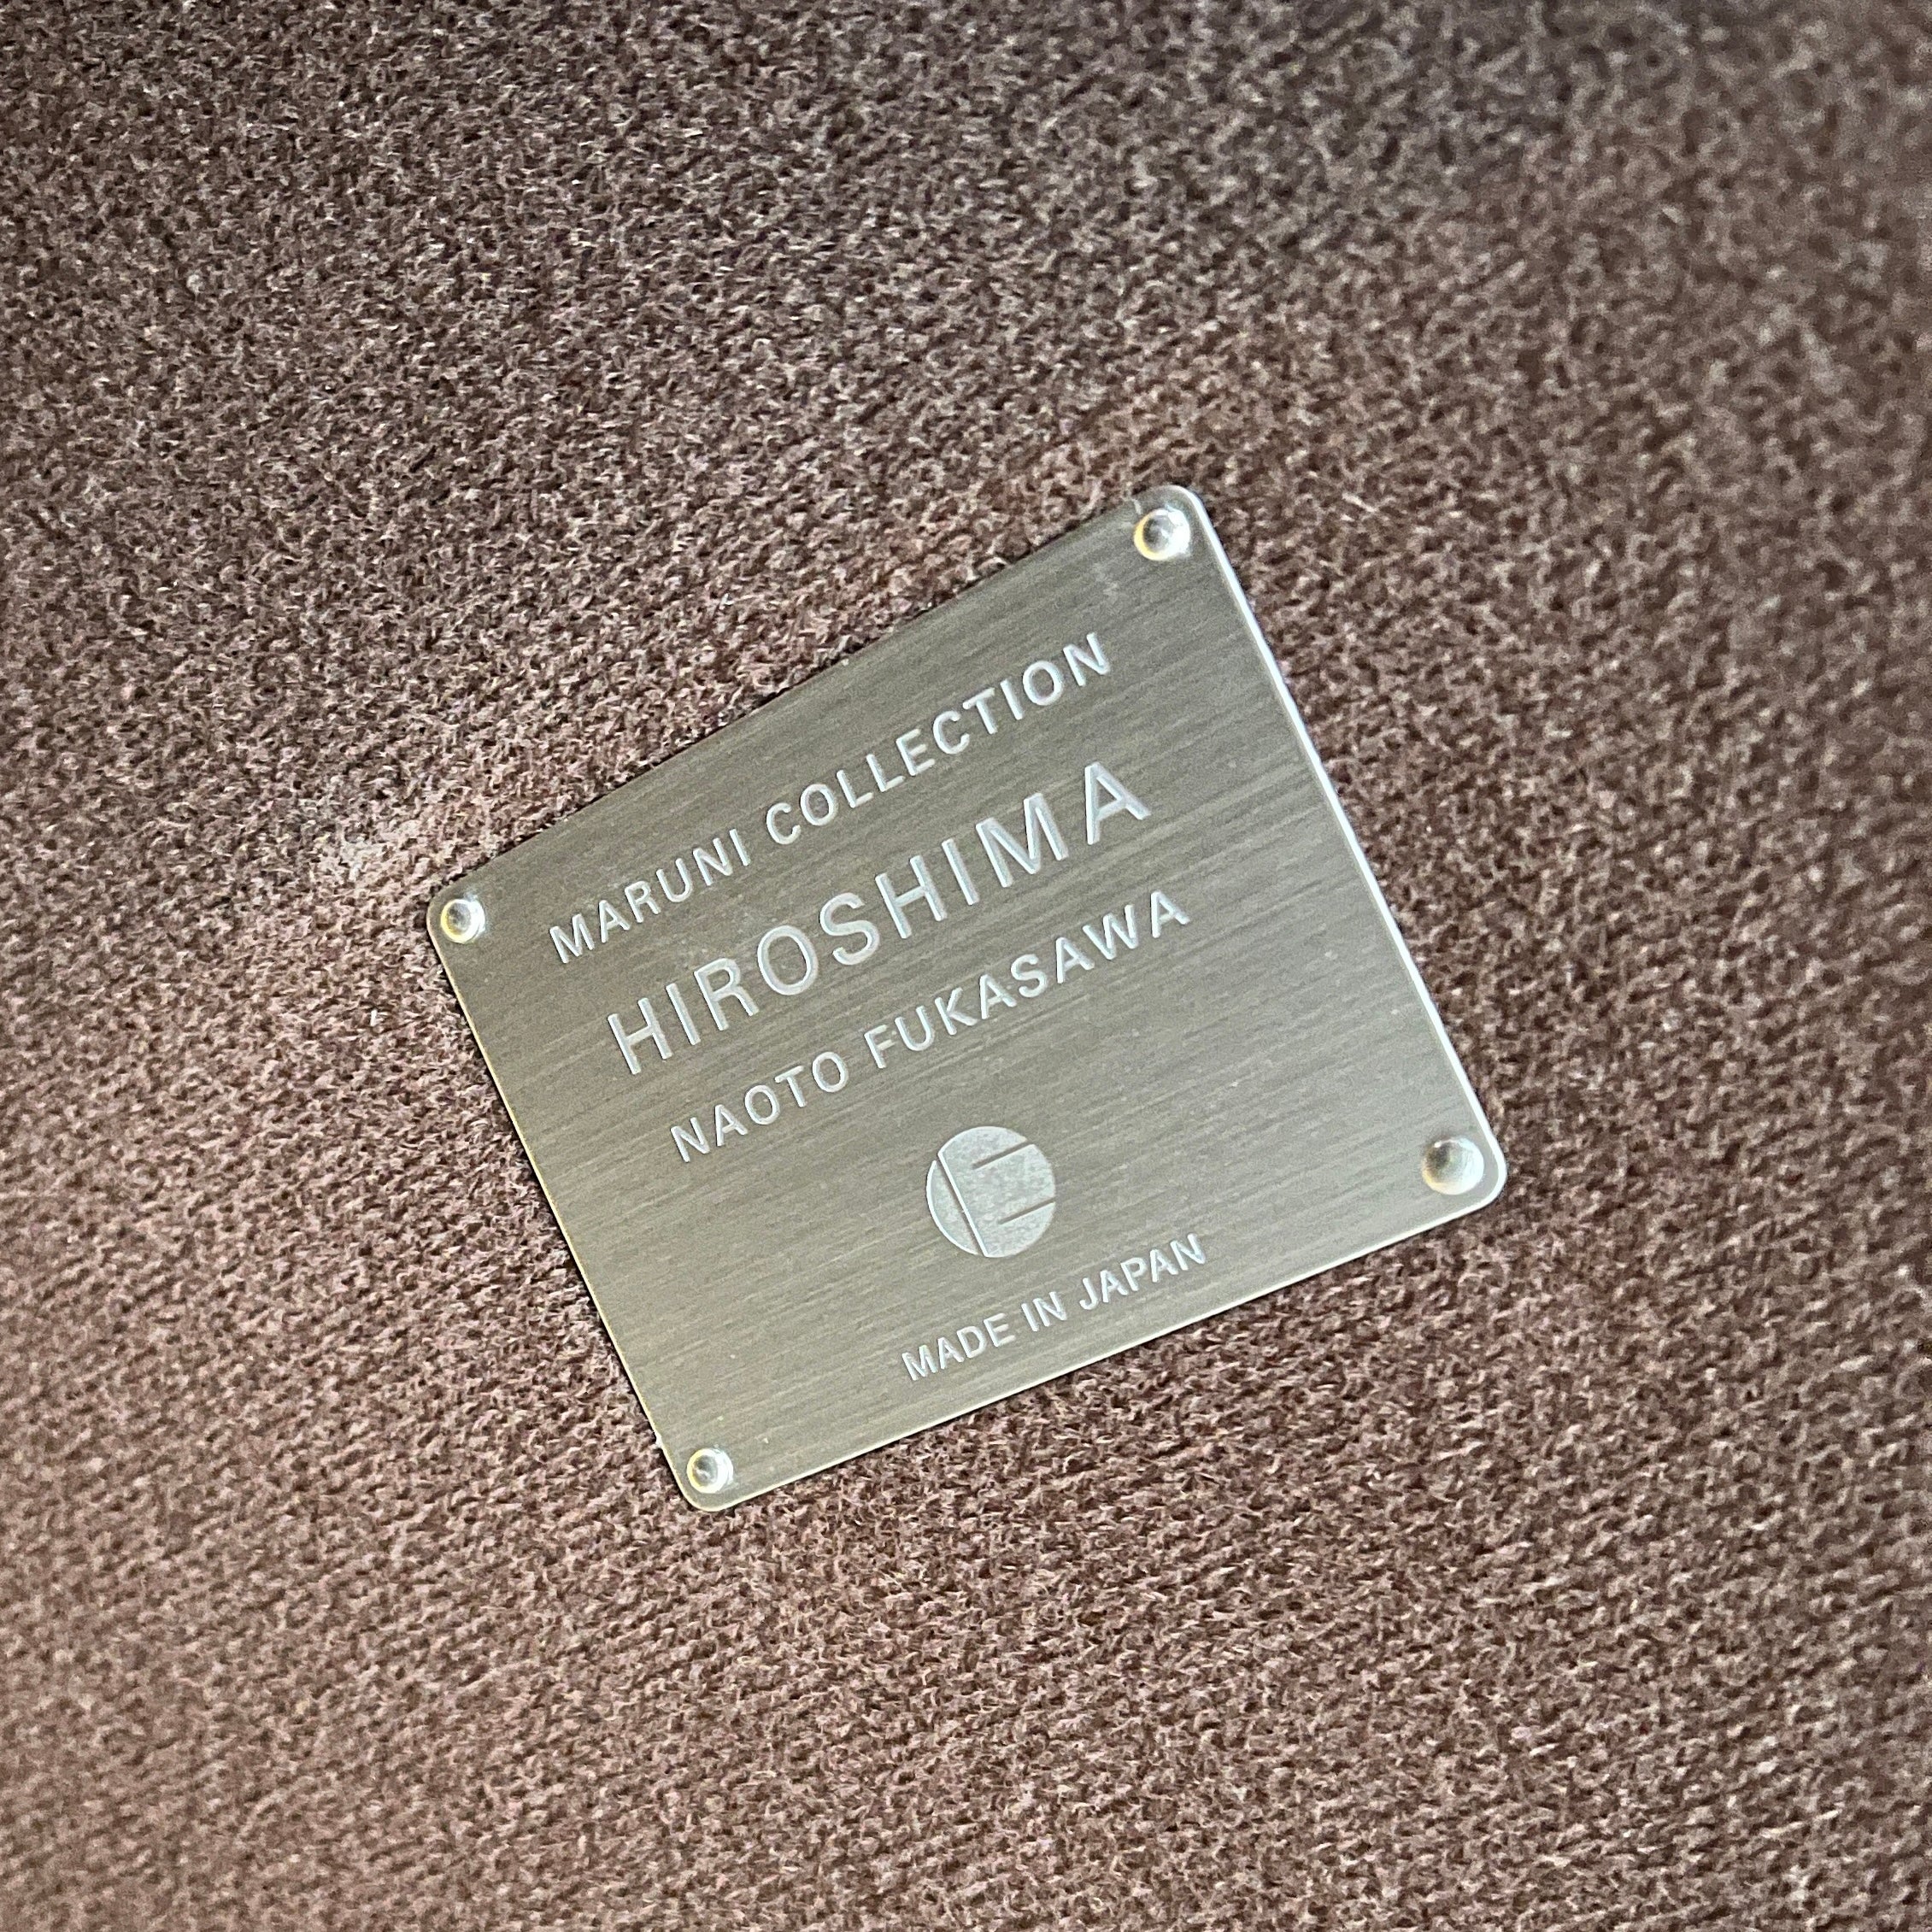 MARUNI COLLECTION
HIROSHIMA
NAOTO FUKASAWA
MADE IN JAPAN